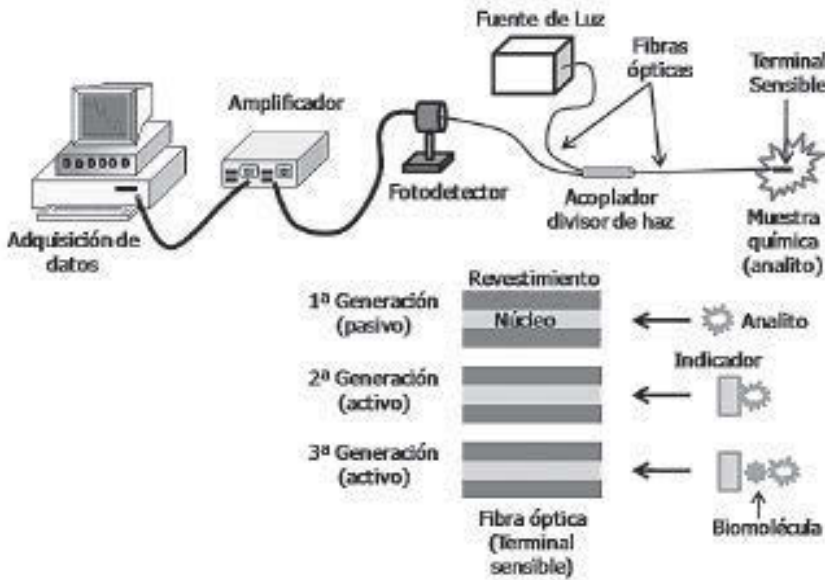 Fuente de Luz
Fibras
ópticas
Terminal
Sensible
Amplificador
Fotodetector
Acoplador
divisor de haz
Muestra
química
(analito)
Adquisición de
datos
Revestimiento
1ª Generación
(pasivo)
Núcleo
Analito
Indicador
2ª Generación
(activo)
3ª Generación
(activo)
Biomolécula
Fibra óptica
(Terminal
sensible)